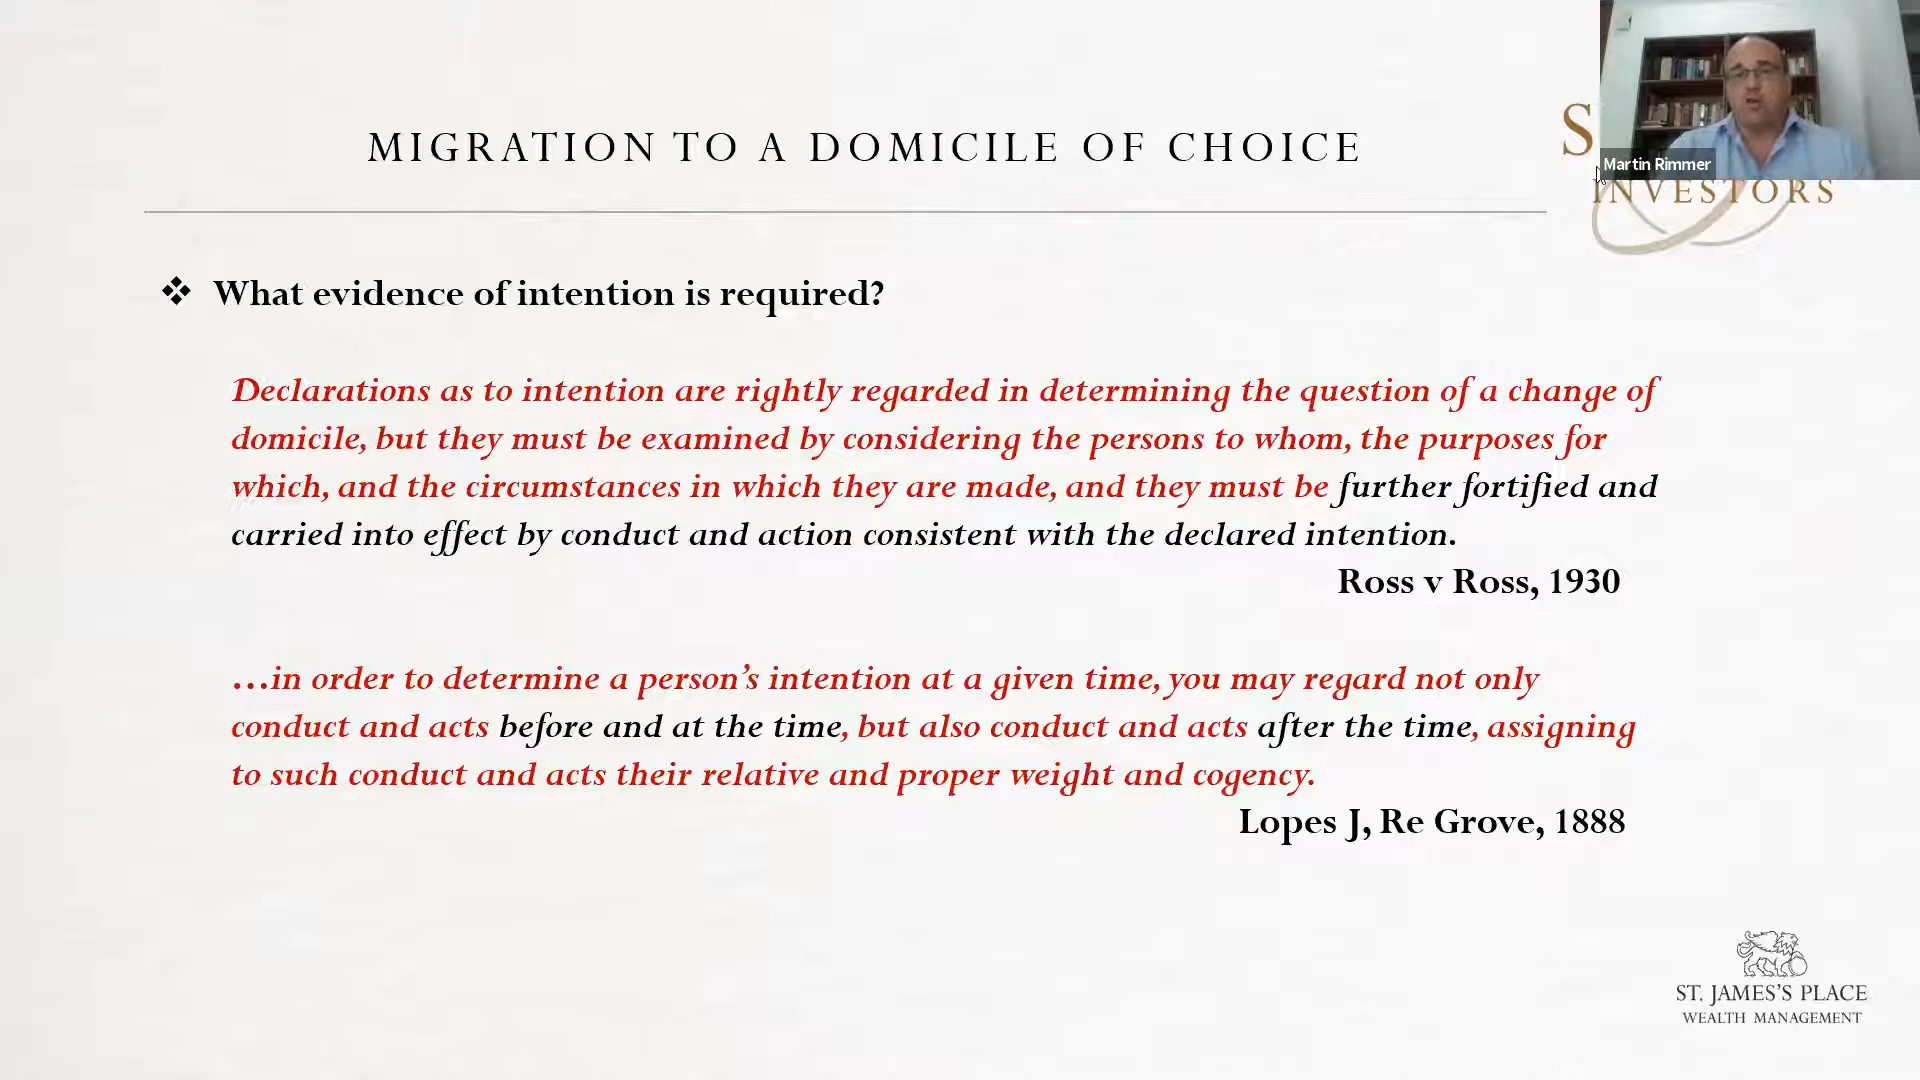 MIGRATION TO A DOMICILE OF CHOICE
S
Martin Rimmer
INVESTORS
❖ What evidence of intention is required?
Declarations as to intention are rightly regarded in determining the question of a change of
domicile, but they must be examined by considering the persons to whom, the purposes for
which, and the circumstances in which they are made, and they must be further fortified and
carried into effect by conduct and action consistent with the declared intention.
Ross v Ross, 1930
…in order to determine a person’s intention at a given time, you may regard not only
conduct and acts before and at the time, but also conduct and acts after the time, assigning
to such conduct and acts their relative and proper weight and cogency.
Lopes J, Re Grove, 1888
ST. JAMES’S PLACE
WEALTH MANAGEMENT